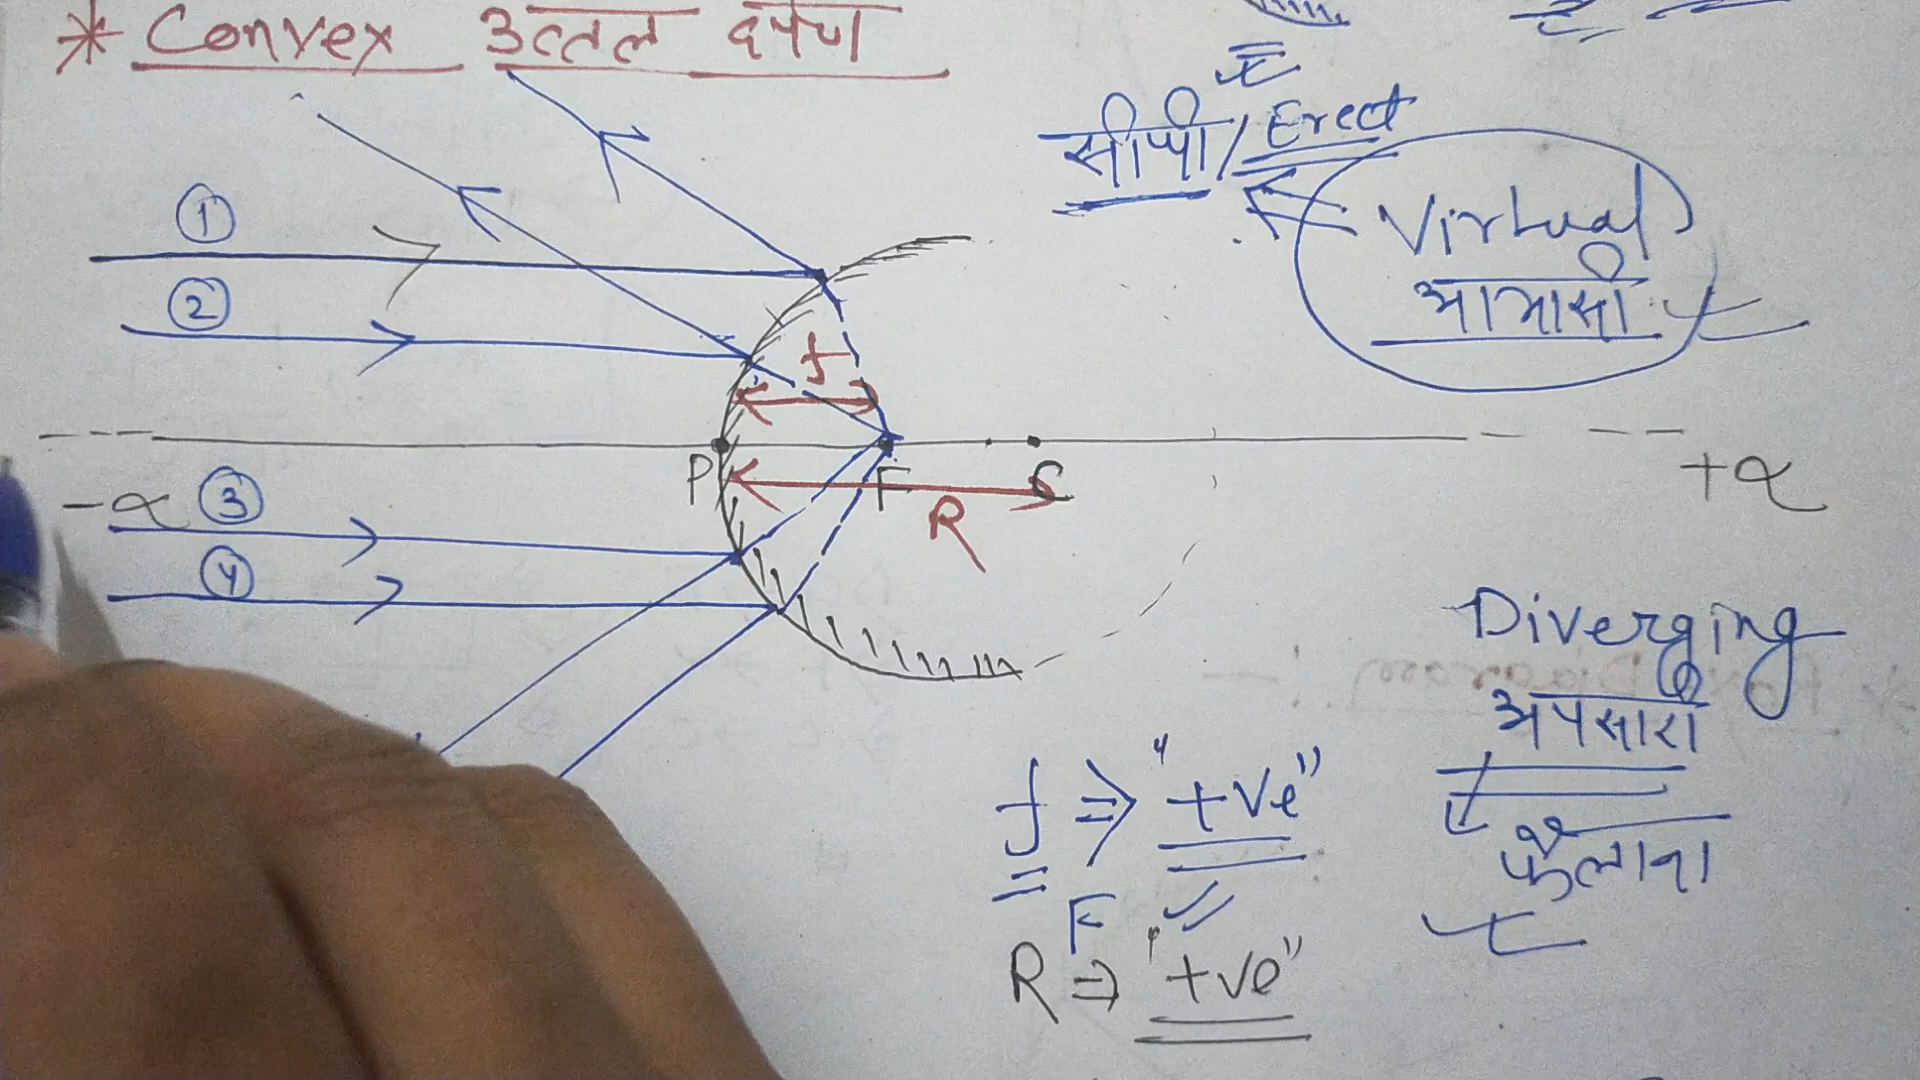 * Convex उत्तल दर्पण
सीधी / Erect
Virtual
आभासी
1
2
f
P F C
R
-∝ 3
+∝
4
Diverging
अपसारी
फैलाना
f ⇒ "+ve"
F
R ⇒ "+ve"